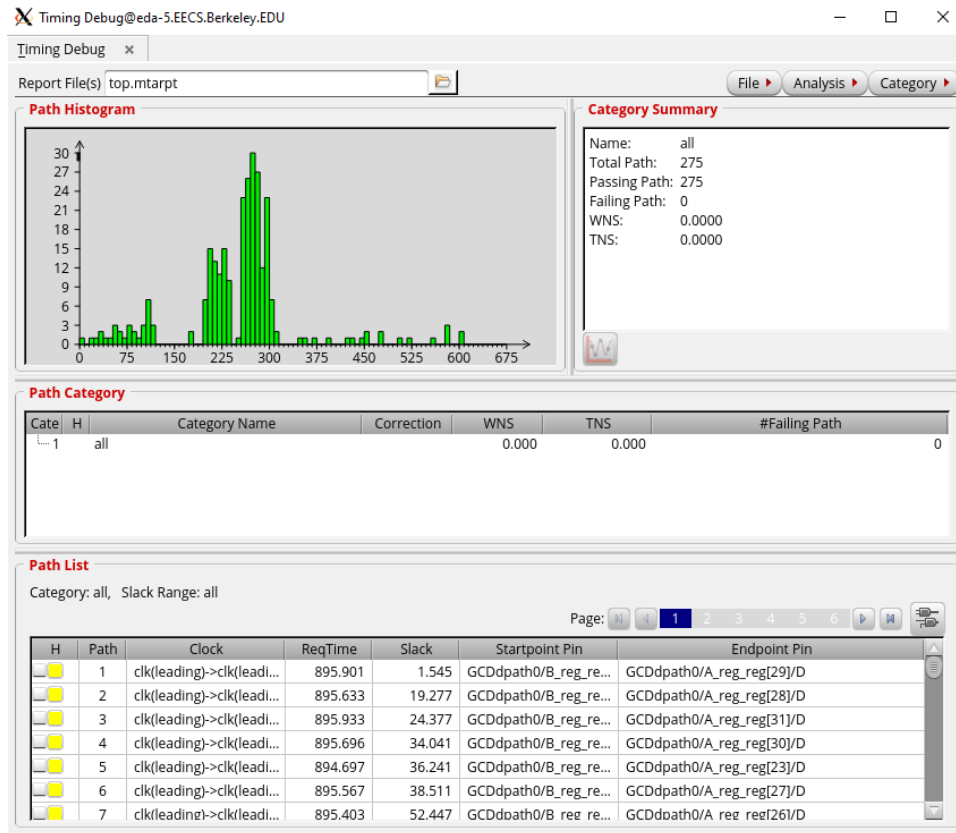 Timing Debug@eda-5.EECS.Berkeley.EDU
Timing Debug
Report File(s) top.mtarpt File Analysis Category
Path Histogram
30
27
24
21
18
15
12
9
6
3
0
0 75 150 225 300 375 450 525 600 675
Category Summary
Name: all
Total Path: 275
Passing Path: 275
Failing Path: 0
WNS: 0.0000
TNS: 0.0000
Path Category
Cate H Category Name Correction WNS TNS #Failing Path
1 all 0.000 0.000 0
Path List
Category: all, Slack Range: all
Page: 1 2 3 4 5 6
H Path Clock ReqTime Slack Startpoint Pin Endpoint Pin
1 clk(leading)->clk(leadi... 895.901 1.545 GCDdpath0/B_reg_re... GCDdpath0/A_reg_reg[29]/D
2 clk(leading)->clk(leadi... 895.633 19.277 GCDdpath0/B_reg_re... GCDdpath0/A_reg_reg[28]/D
3 clk(leading)->clk(leadi... 895.933 24.377 GCDdpath0/B_reg_re... GCDdpath0/A_reg_reg[31]/D
4 clk(leading)->clk(leadi... 895.696 34.041 GCDdpath0/B_reg_re... GCDdpath0/A_reg_reg[30]/D
5 clk(leading)->clk(leadi... 894.697 36.241 GCDdpath0/B_reg_re... GCDdpath0/A_reg_reg[23]/D
6 clk(leading)->clk(leadi... 895.567 38.511 GCDdpath0/B_reg_re... GCDdpath0/A_reg_reg[27]/D
7 clk(leading)->clk(leadi... 895.403 52.447 GCDdpath0/B_reg_re... GCDdpath0/A_reg_reg[26]/D